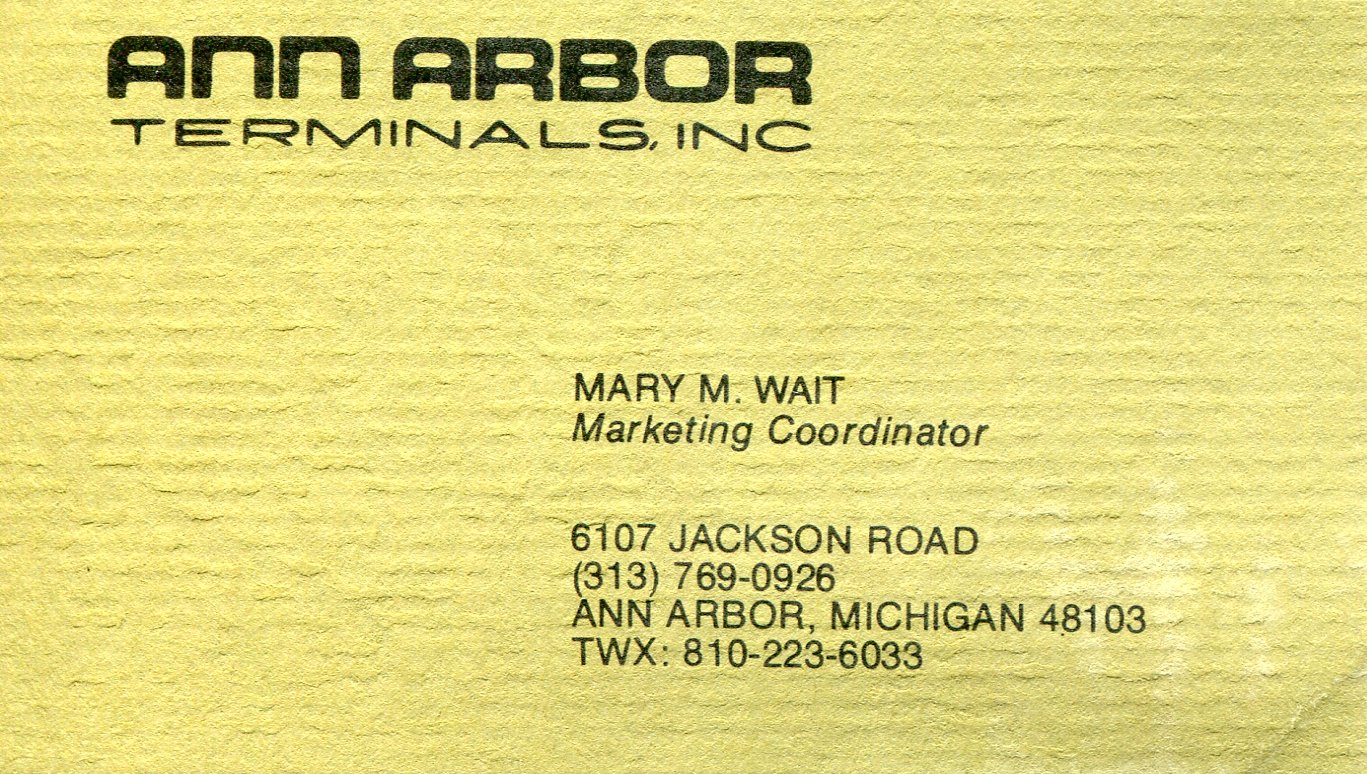 ANN ARBOR
TERMINALS, INC
MARY M. WAIT
Marketing Coordinator
6107 JACKSON ROAD
(313) 769-0926
ANN ARBOR, MICHIGAN 48103
TWX: 810-223-6033